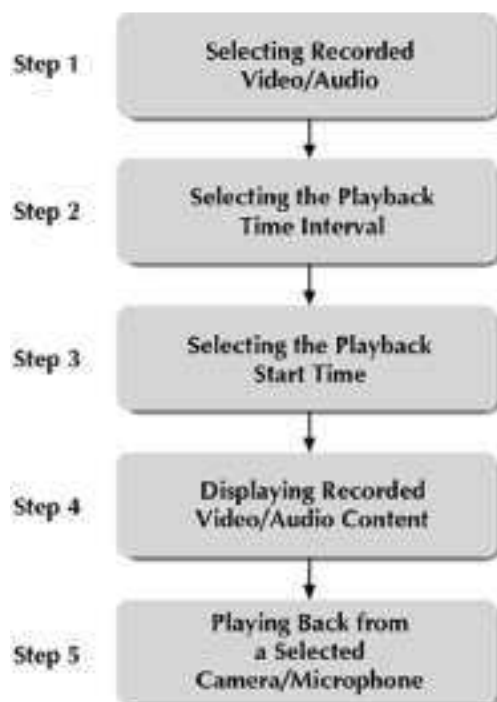 Step 1
Selecting Recorded
Video/Audio
Step 2
Selecting the Playback
Time Interval
Step 3
Selecting the Playback
Start Time
Step 4
Displaying Recorded
Video/Audio Content
Step 5
Playing Back from
a Selected
Camera/Microphone